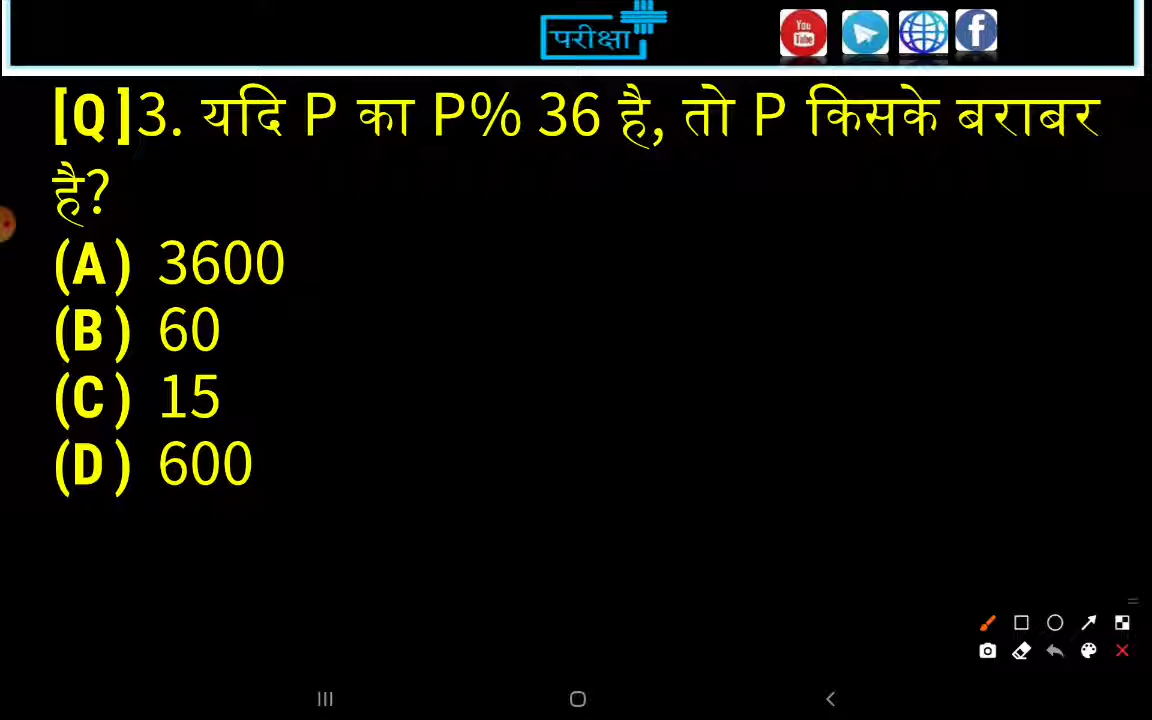 परीक्षा
You
Tube
[Q]3. यदि P का P% 36 है, तो P किसके बराबर
है?
(A) 3600
(B) 60
(C) 15
(D) 600